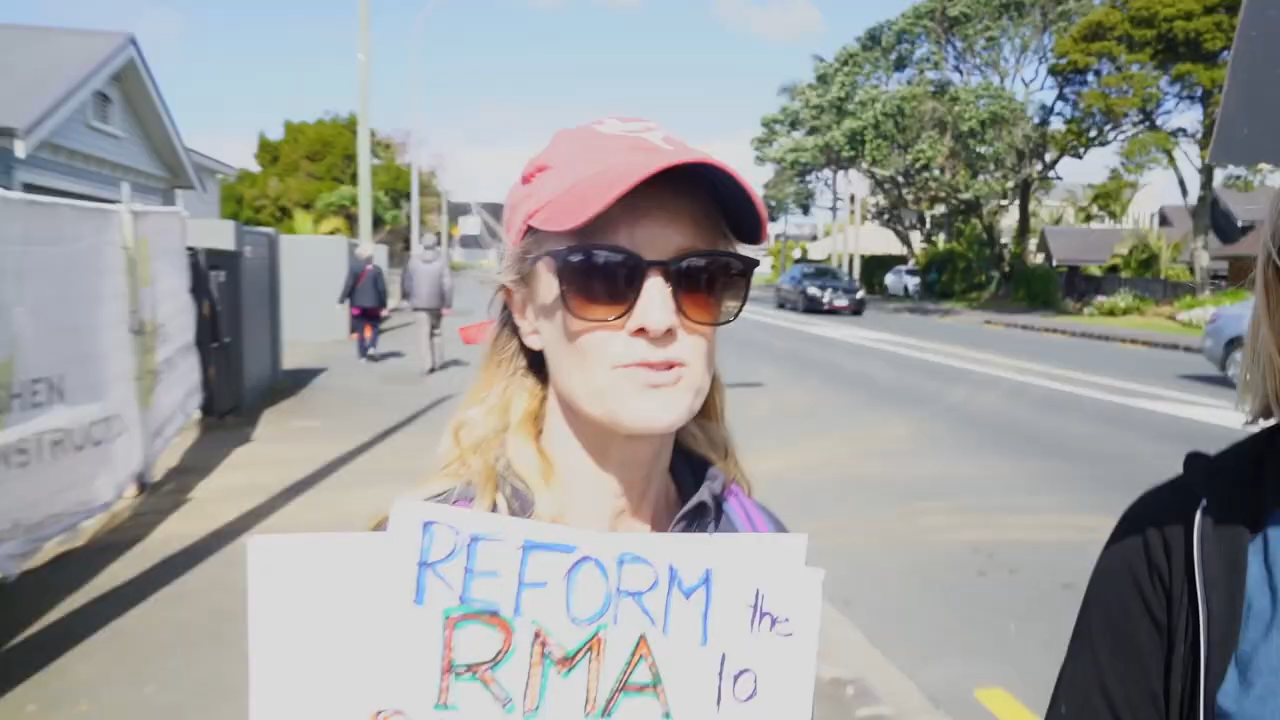 REFORM the
RMA to
HEN
NSTRUCT